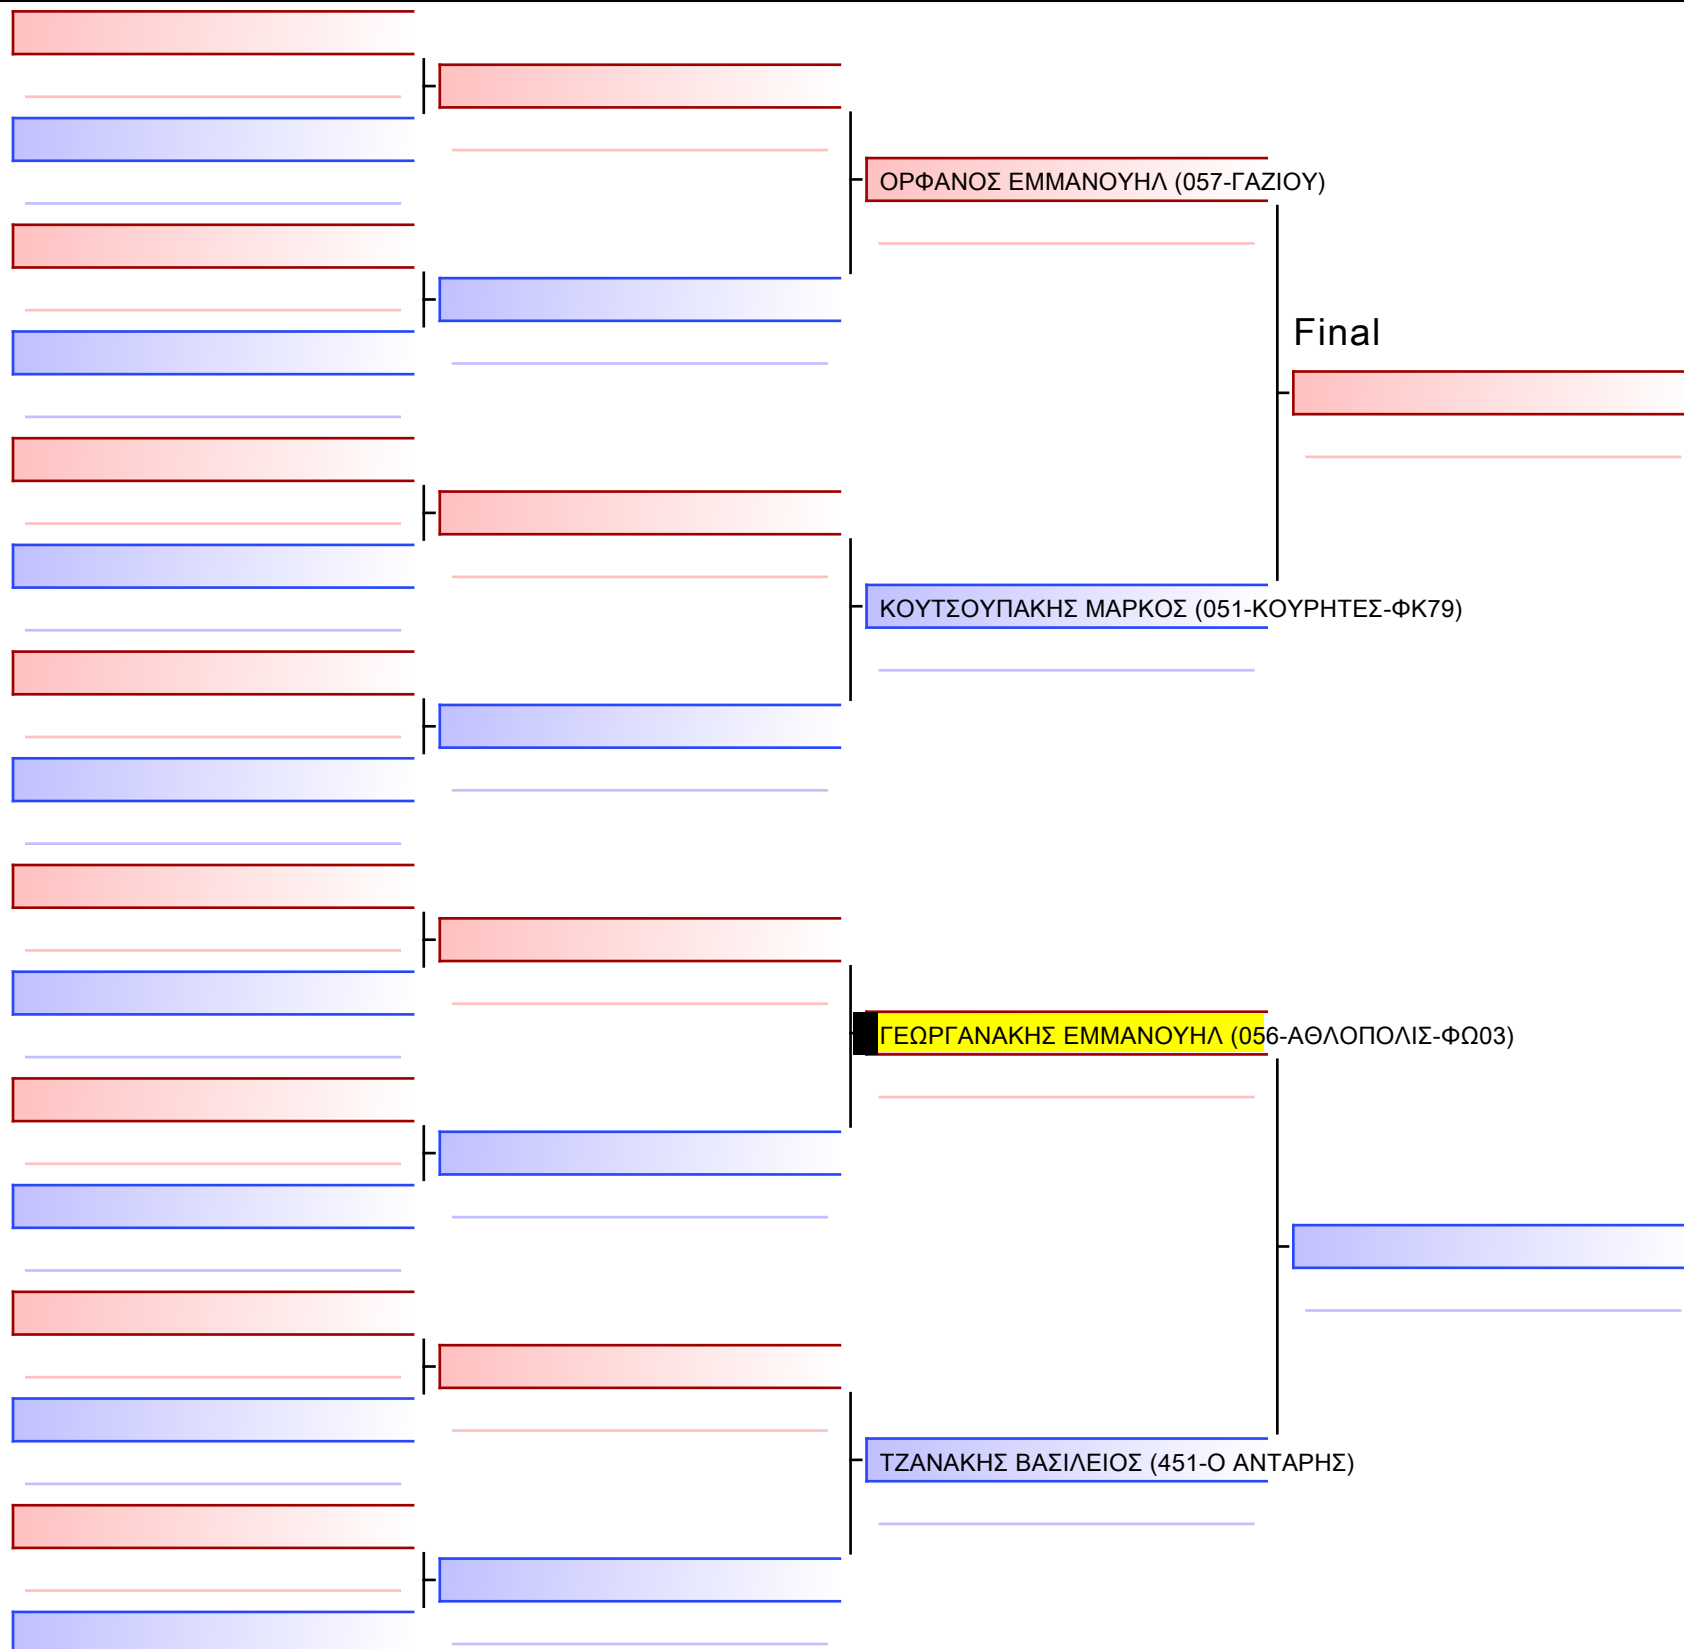 ΟΡΦΑΝΟΣ ΕΜΜΑΝΟΥΗΛ (057-ΓΑΖΙΟΥ)
Final
ΚΟΥΤΣΟΥΠΑΚΗΣ ΜΑΡΚΟΣ (051-ΚΟΥΡΗΤΕΣ-ΦΚ79)
ΓΕΩΡΓΑΝΑΚΗΣ ΕΜΜΑΝΟΥΗΛ (056-ΑΘΛΟΠΟΛΙΣ-ΦΩ03)
ΤΖΑΝΑΚΗΣ ΒΑΣΙΛΕΙΟΣ (451-Ο ΑΝΤΑΡΗΣ)